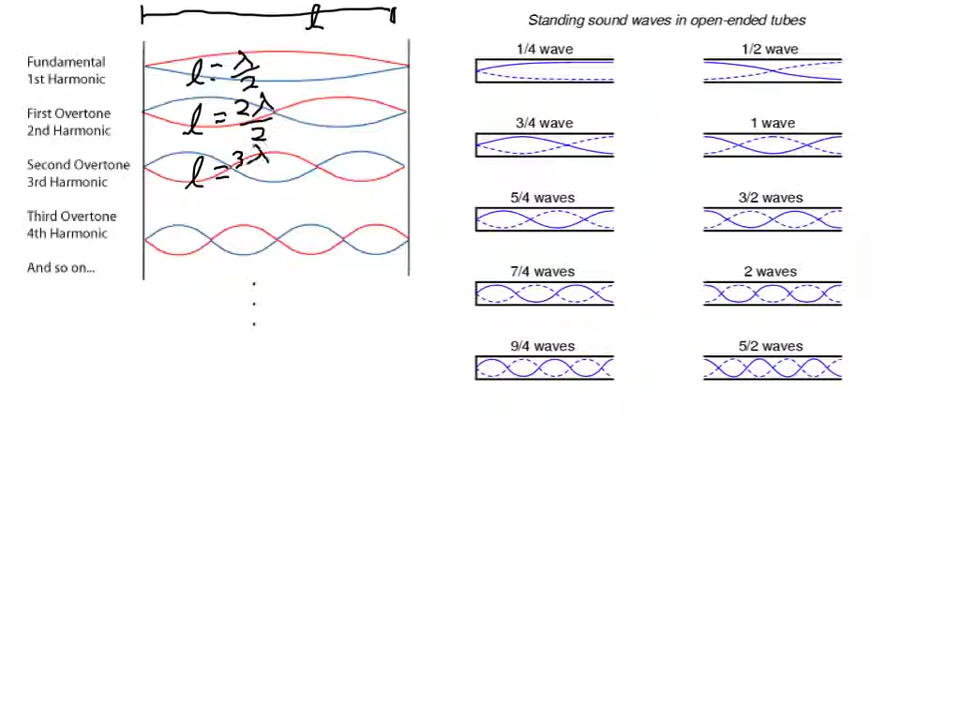 l
Fundamental
1st Harmonic
l = λ/2
First Overtone
2nd Harmonic
l = 2λ/2
Second Overtone
3rd Harmonic
l = 3λ
Third Overtone
4th Harmonic
And so on...
Standing sound waves in open-ended tubes
1/4 wave
1/2 wave
3/4 wave
1 wave
5/4 waves
3/2 waves
7/4 waves
2 waves
9/4 waves
5/2 waves